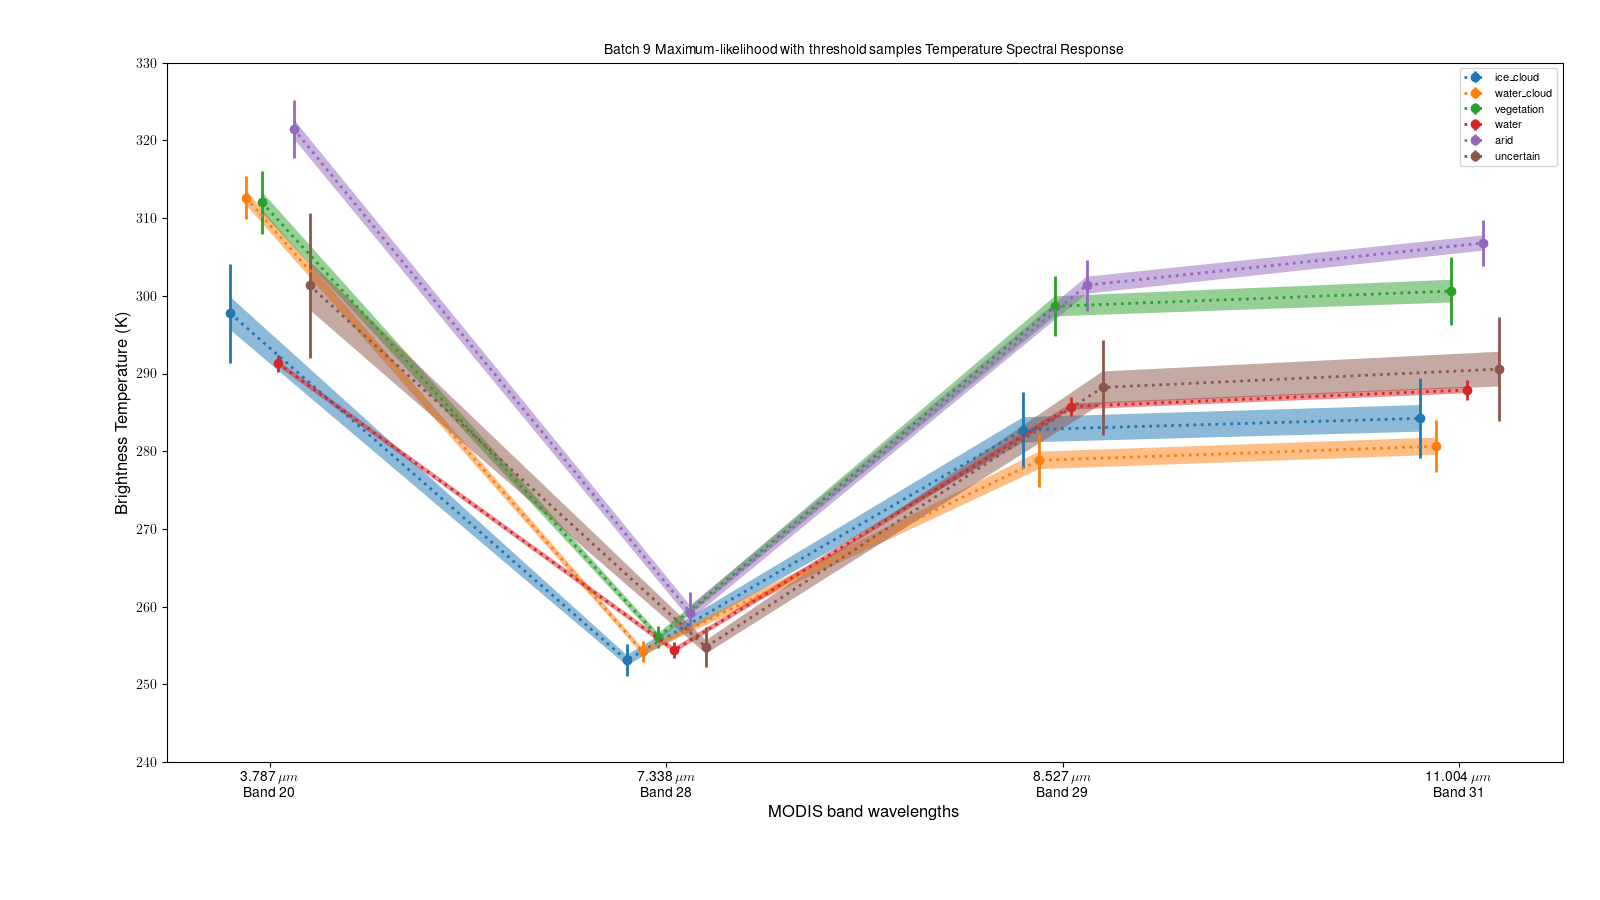 Batch 9 Maximum-likelihood with threshold samples Temperature Spectral Response
330
320
310
300
290
280
270
260
250
240
Brightness Temperature (K)
ice_cloud
water_cloud
vegetation
water
arid
uncertain
3.787 μm
Band 20
7.338 μm
Band 28
8.527 μm
Band 29
11.004 μm
Band 31
MODIS band wavelengths